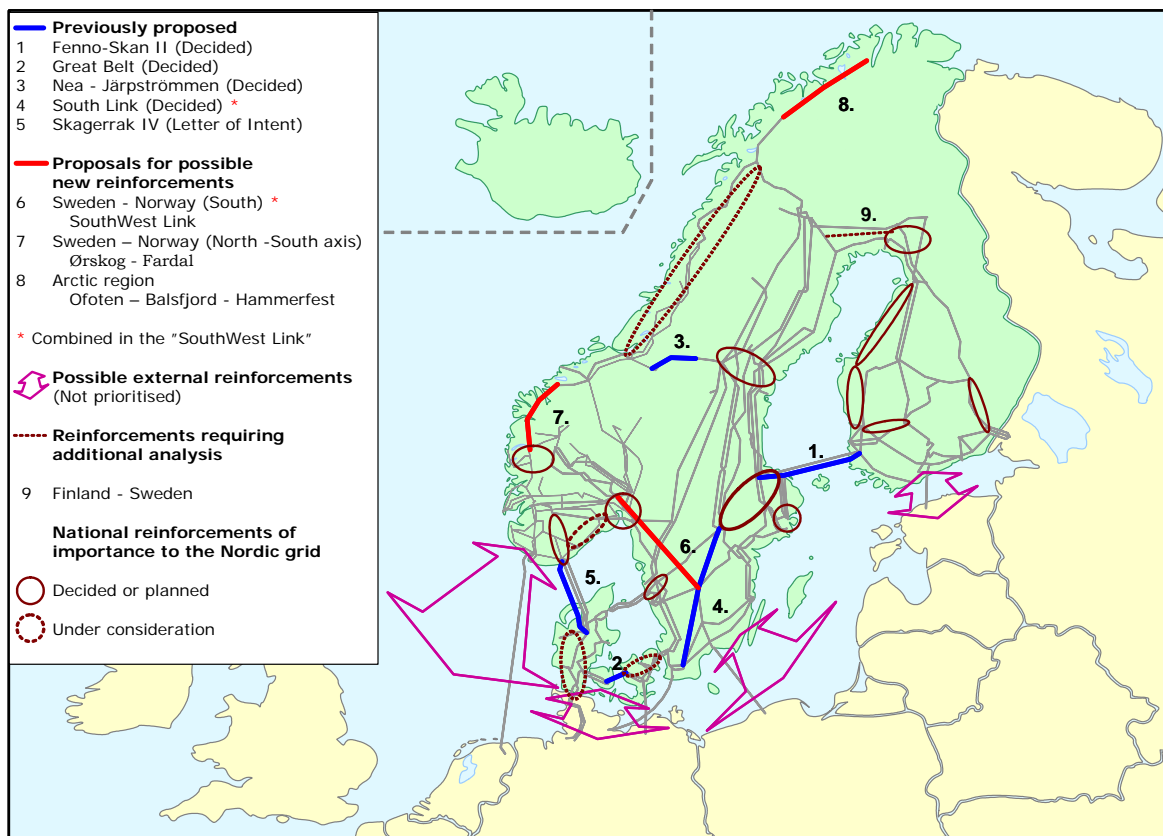 Previously proposed
1 Fenno-Skan II (Decided)
2 Great Belt (Decided)
3 Nea - Järpströmmen (Decided)
4 South Link (Decided) *
5 Skagerrak IV (Letter of Intent)
Proposals for possible
new reinforcements
6 Sweden - Norway (South) *
SouthWest Link
7 Sweden – Norway (North -South axis)
Ørskog - Fardal
8 Arctic region
Ofoten – Balsfjord - Hammerfest
* Combined in the "SouthWest Link"
Possible external reinforcements
(Not prioritised)
Reinforcements requiring
additional analysis
9 Finland - Sweden
National reinforcements of
importance to the Nordic grid
Decided or planned
Under consideration
8.
9.
3.
7.
1.
6.
5.
4.
2.